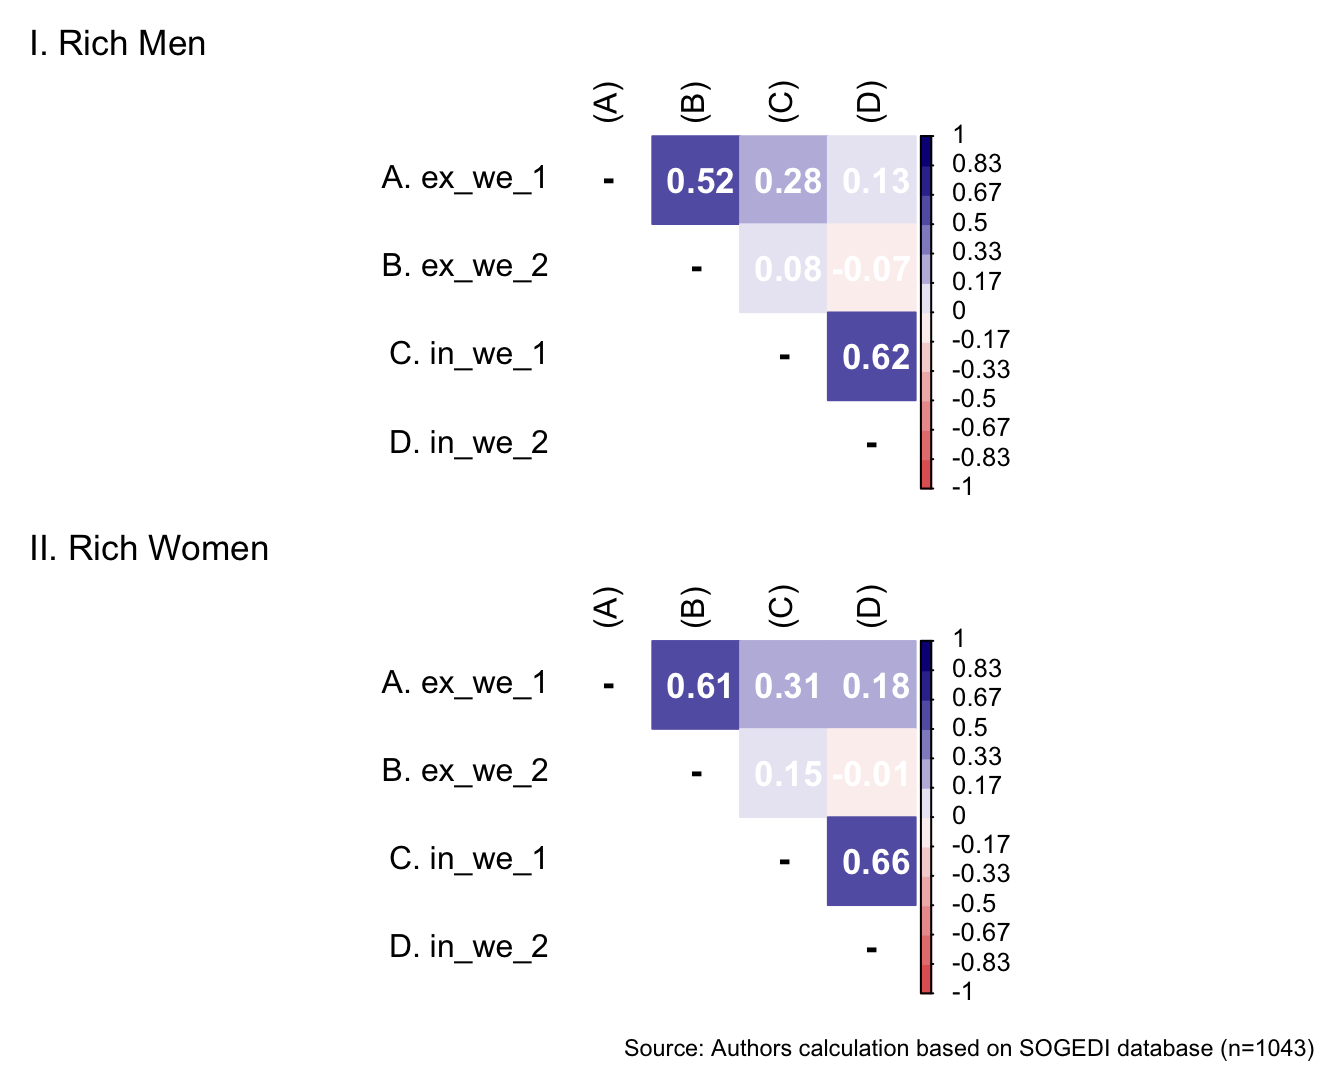 I. Rich Men
(A) (B) (C) (D)
A. ex_we_1 - 0.52 0.28 0.13
B. ex_we_2 - 0.08 -0.07
C. in_we_1 - 0.62
D. in_we_2 -
1
0.83
0.67
0.5
0.33
0.17
0
-0.17
-0.33
-0.5
-0.67
-0.83
-1
II. Rich Women
(A) (B) (C) (D)
A. ex_we_1 - 0.61 0.31 0.18
B. ex_we_2 - 0.15 -0.01
C. in_we_1 - 0.66
D. in_we_2 -
1
0.83
0.67
0.5
0.33
0.17
0
-0.17
-0.33
-0.5
-0.67
-0.83
-1
Source: Authors calculation based on SOGEDI database (n=1043)